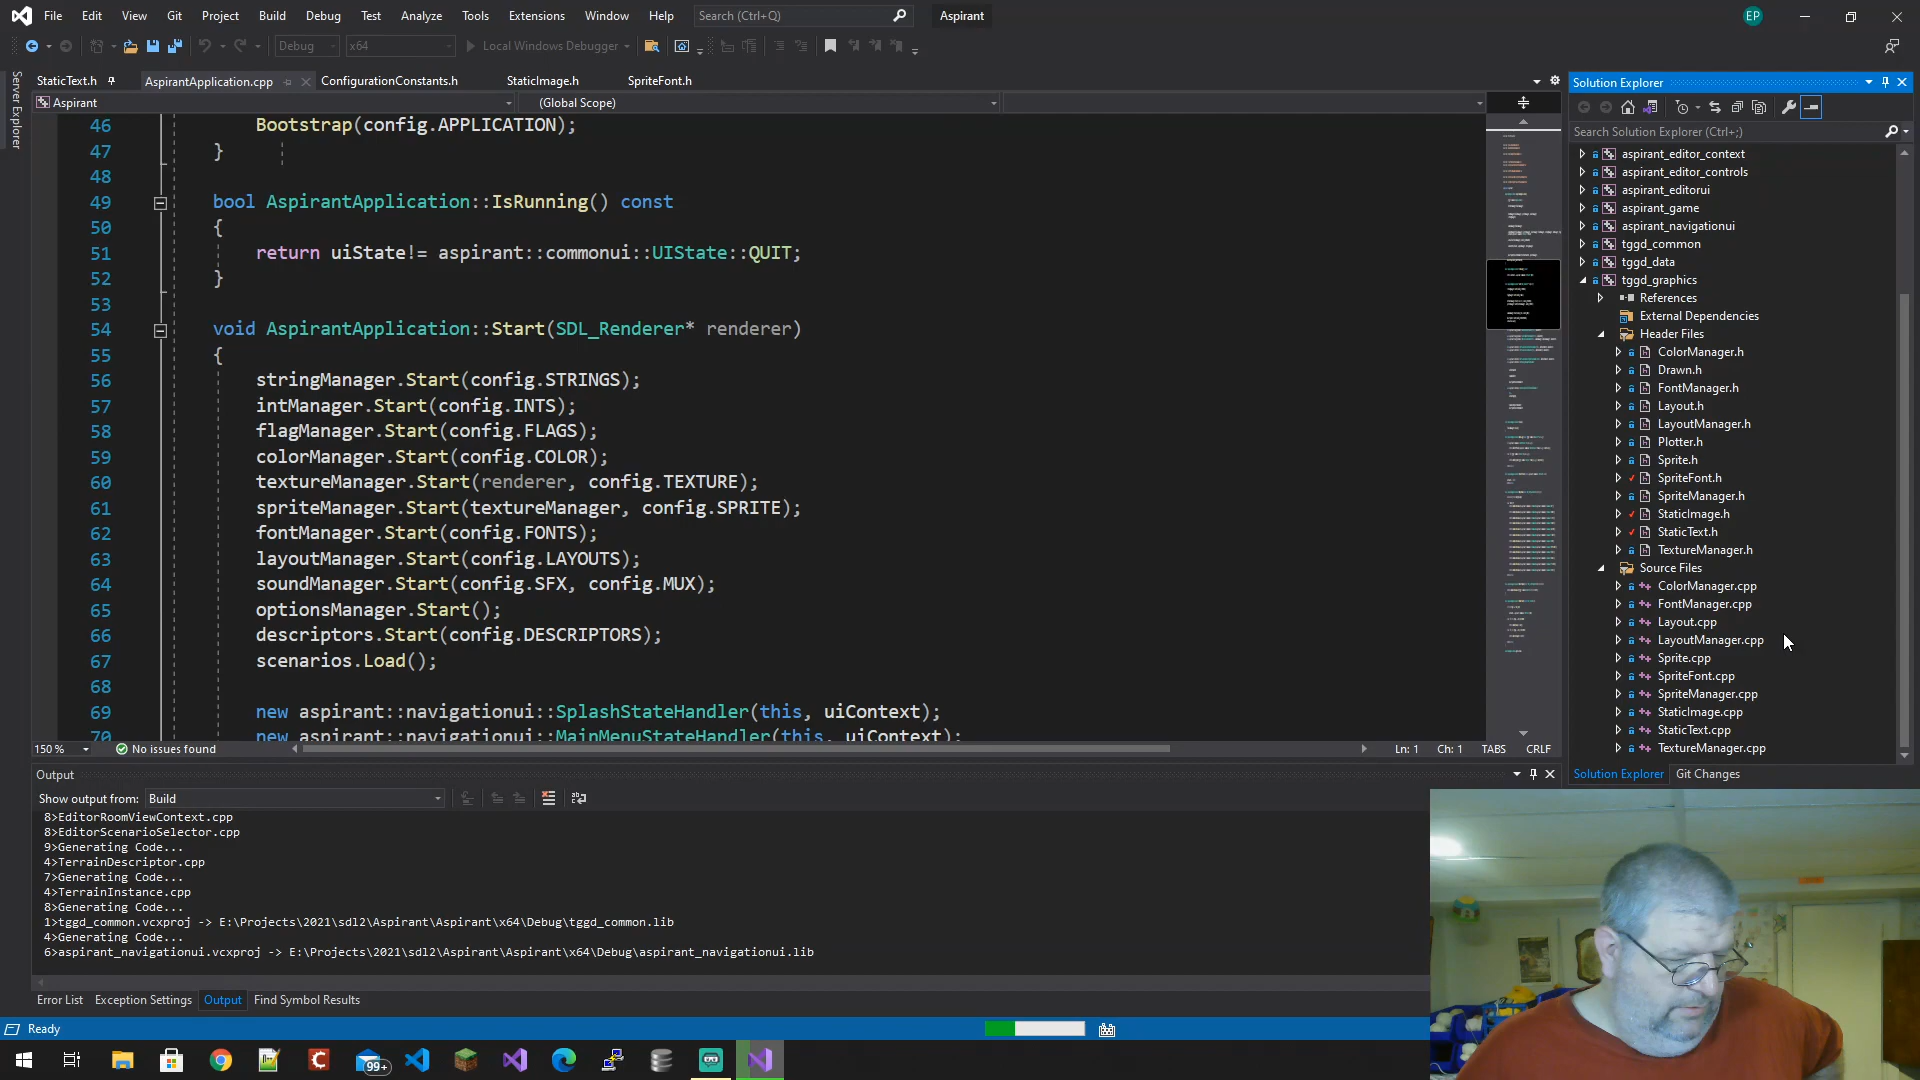 File Edit View Git Project Build Debug Test Analyze Tools Extensions Window Help Search (Ctrl+Q) Aspirant EP
Debug x64 Local Windows Debugger
Server Explorer
StaticText.h AspirantApplication.cpp ConfigurationConstants.h StaticImage.h SpriteFont.h
Aspirant (Global Scope)
46 Bootstrap(config.APPLICATION);
47 }
48
49 bool AspirantApplication::IsRunning() const
50 {
51 return uiState!= aspirant::commonui::UIState::QUIT;
52 }
53
54 void AspirantApplication::Start(SDL_Renderer* renderer)
55 {
56 stringManager.Start(config.STRINGS);
57 intManager.Start(config.INTS);
58 flagManager.Start(config.FLAGS);
59 colorManager.Start(config.COLOR);
60 textureManager.Start(renderer, config.TEXTURE);
61 spriteManager.Start(textureManager, config.SPRITE);
62 fontManager.Start(config.FONTS);
63 layoutManager.Start(config.LAYOUTS);
64 soundManager.Start(config.SFX, config.MUX);
65 optionsManager.Start();
66 descriptors.Start(config.DESCRIPTORS);
67 scenarios.Load();
68
69 new aspirant::navigationui::SplashStateHandler(this, uiContext);
70 new aspirant::navigationui::MainMenuStateHandler(this, uiContext);
150 % No issues found Ln: 1 Ch: 1 TABS CRLF
Output
Show output from: Build
8>EditorRoomViewContext.cpp
8>EditorScenarioSelector.cpp
9>Generating Code...
4>TerrainDescriptor.cpp
7>Generating Code...
4>TerrainInstance.cpp
8>Generating Code...
1>tggd_common.vcxproj -> E:\Projects\2021\sdl2\Aspirant\Aspirant\x64\Debug\tggd_common.lib
4>Generating Code...
6>aspirant_navigationui.vcxproj -> E:\Projects\2021\sdl2\Aspirant\Aspirant\x64\Debug\aspirant_navigationui.lib
Error List Exception Settings Output Find Symbol Results
Ready
99+
Solution Explorer
Search Solution Explorer (Ctrl+;)
aspirant_editor_context
aspirant_editor_controls
aspirant_editorui
aspirant_game
aspirant_navigationui
tggd_common
tggd_data
tggd_graphics
References
External Dependencies
Header Files
ColorManager.h
Drawn.h
FontManager.h
Layout.h
LayoutManager.h
Plotter.h
Sprite.h
SpriteFont.h
SpriteManager.h
StaticImage.h
StaticText.h
TextureManager.h
Source Files
ColorManager.cpp
FontManager.cpp
Layout.cpp
LayoutManager.cpp
Sprite.cpp
SpriteFont.cpp
SpriteManager.cpp
StaticImage.cpp
StaticText.cpp
TextureManager.cpp
Solution Explorer Git Changes